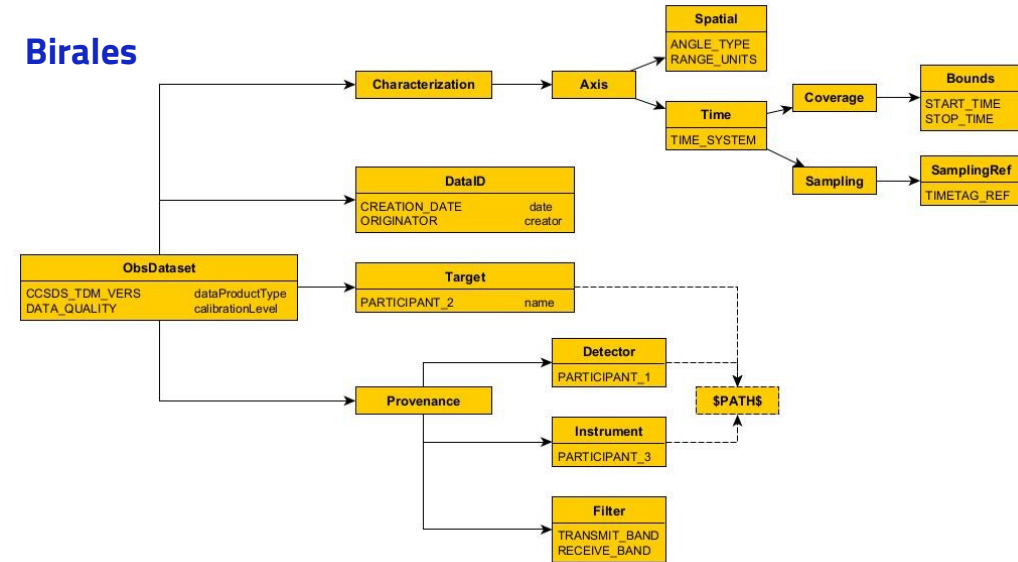 Birales
Spatial
ANGLE_TYPE
RANGE_UNITS
Characterization
Axis
Coverage
Bounds
START_TIME
STOP_TIME
Time
TIME_SYSTEM
Sampling
SamplingRef
TIMETAG_REF
DataID
CREATION_DATE date
ORIGINATOR creator
ObsDataset
CCSDS_TDM_VERS dataProductType
DATA_QUALITY calibrationLevel
Target
PARTICIPANT_2 name
Detector
PARTICIPANT_1
Provenance
$PATH$
Instrument
PARTICIPANT_3
Filter
TRANSMIT_BAND
RECEIVE_BAND